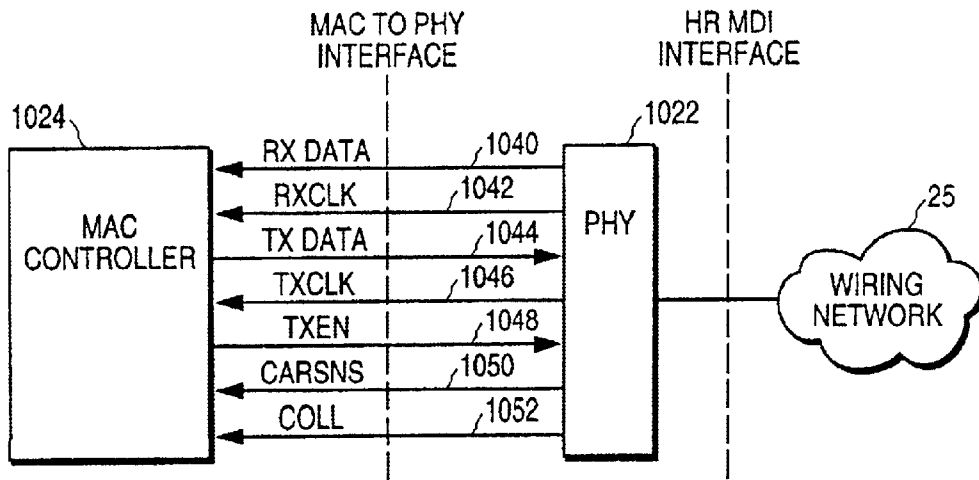 MAC TO PHY
INTERFACE
HR MDI
INTERFACE
1024
1022
RX DATA
1040
RXCLK
1042
25
MAC
CONTROLLER
TX DATA
1044
PHY
TXCLK
1046
WIRING
NETWORK
TXEN
1048
CARSNS
1050
COLL
1052